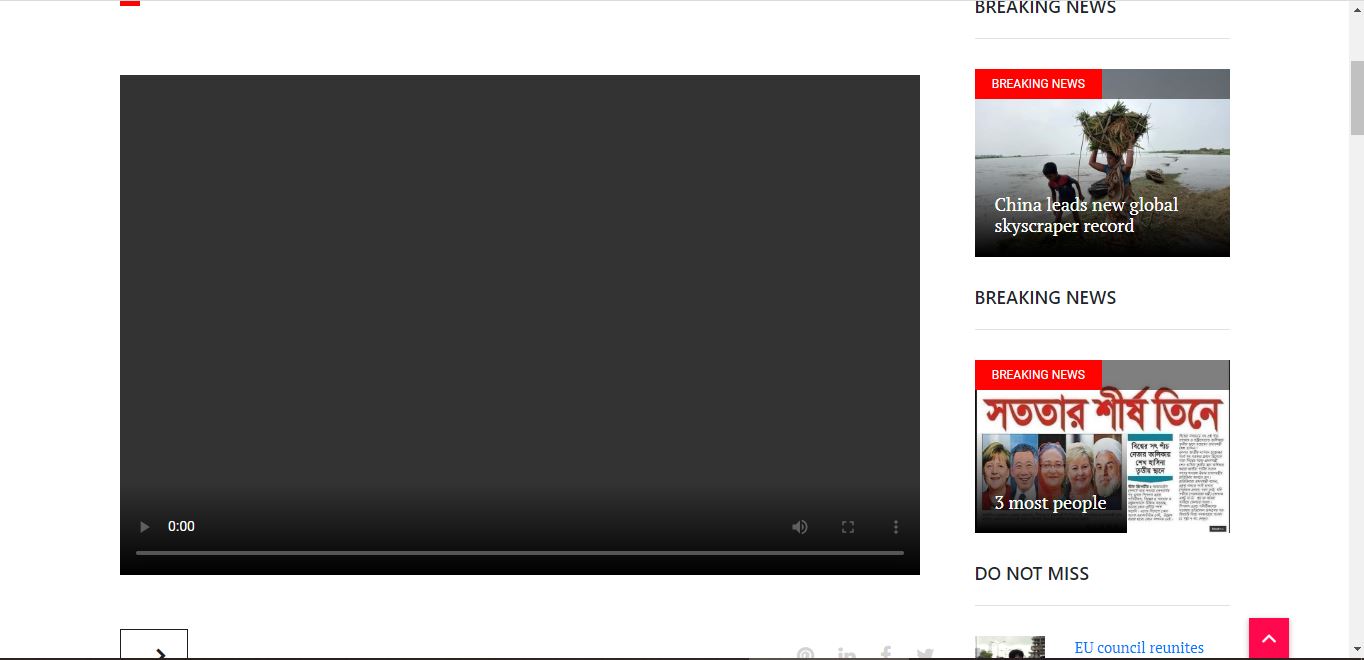 BREAKING NEWS
BREAKING NEWS
China leads new global
skyscraper record
BREAKING NEWS
BREAKING NEWS
সততার শীর্ষ তিনে
বিশ্বের সৎ পাঁচ
নেতার তালিকায়
শেখ হাসিনা
তৃতীয় স্থানে
3 most people
0:00
DO NOT MISS
EU council reunites